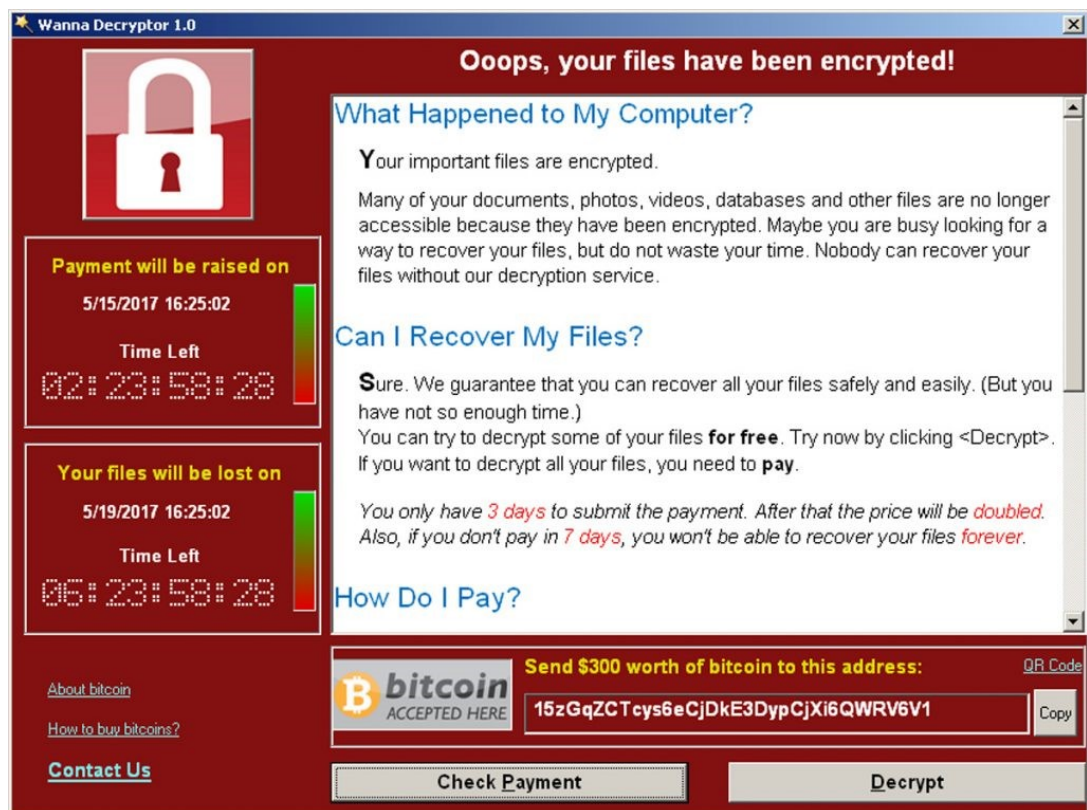 Wanna Decryptor 1.0
Ooops, your files have been encrypted!
Payment will be raised on
5/15/2017 16:25:02
Time Left
02:23:58:28
Your files will be lost on
5/19/2017 16:25:02
Time Left
06:23:58:28
About bitcoin
How to buy bitcoins?
Contact Us
What Happened to My Computer?
Your important files are encrypted.
Many of your documents, photos, videos, databases and other files are no longer
accessible because they have been encrypted. Maybe you are busy looking for a
way to recover your files, but do not waste your time. Nobody can recover your
files without our decryption service.
Can I Recover My Files?
Sure. We guarantee that you can recover all your files safely and easily. (But you
have not so enough time.)
You can try to decrypt some of your files for free. Try now by clicking <Decrypt>.
If you want to decrypt all your files, you need to pay.
You only have 3 days to submit the payment. After that the price will be doubled.
Also, if you don't pay in 7 days, you won't be able to recover your files forever.
How Do I Pay?
bitcoin
ACCEPTED HERE
Send $300 worth of bitcoin to this address:
QR Code
15zGqZCTcys6eCjDkE3DypCjXi6QWRV6V1
Copy
Check Payment
Decrypt